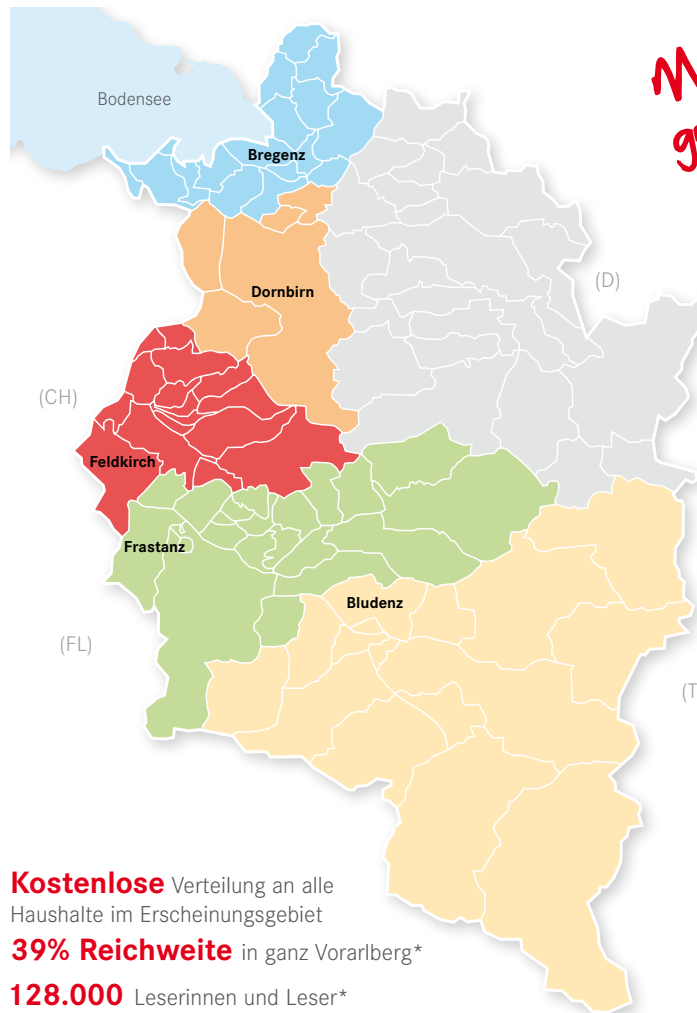 Bodensee
Bregenz
(D)
Dornbirn
(CH)
Feldkirch
Frastanz
Bludenz
(FL)
Kostenlose Verteilung an alle
Haushalte im Erscheinungsgebiet
39% Reichweite in ganz Vorarlberg*
128.000 Leserinnen und Leser*